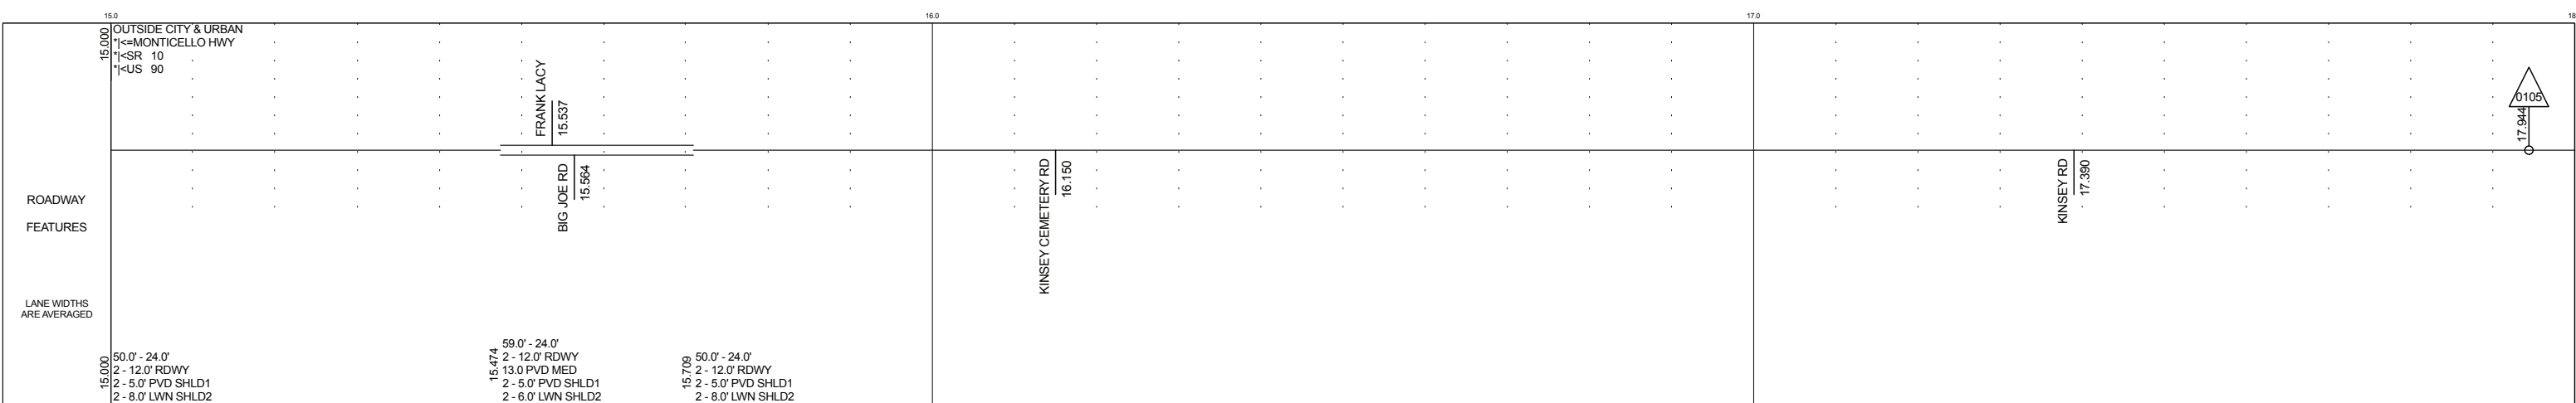 15.0
16.0
17.0
18
15.000
OUTSIDE CITY & URBAN
*|<=MONTICELLO HWY
*|<SR 10
*|<US 90
FRANK LACY
15.537
BIG JOE RD
15.564
KINSEY CEMETERY RD
16.150
KINSEY RD
17.390
0105
17.944
ROADWAY
FEATURES
LANE WIDTHS
ARE AVERAGED
15.000
50.0' - 24.0'
2 - 12.0' RDWY
2 - 5.0' PVD SHLD1
2 - 8.0' LWN SHLD2
15.474
59.0' - 24.0'
2 - 12.0' RDWY
13.0 PVD MED
2 - 5.0' PVD SHLD1
2 - 6.0' LWN SHLD2
15.709
50.0' - 24.0'
2 - 12.0' RDWY
2 - 5.0' PVD SHLD1
2 - 8.0' LWN SHLD2